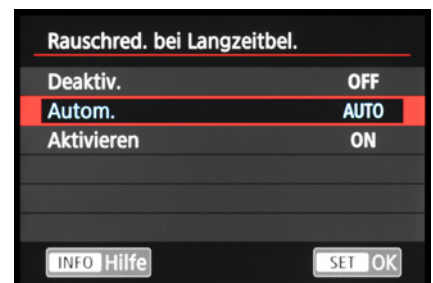 Rauschred. bei Langzeitbel.
Deaktiv. OFF
Autom. AUTO
Aktivieren ON
INFO Hilfe SET OK